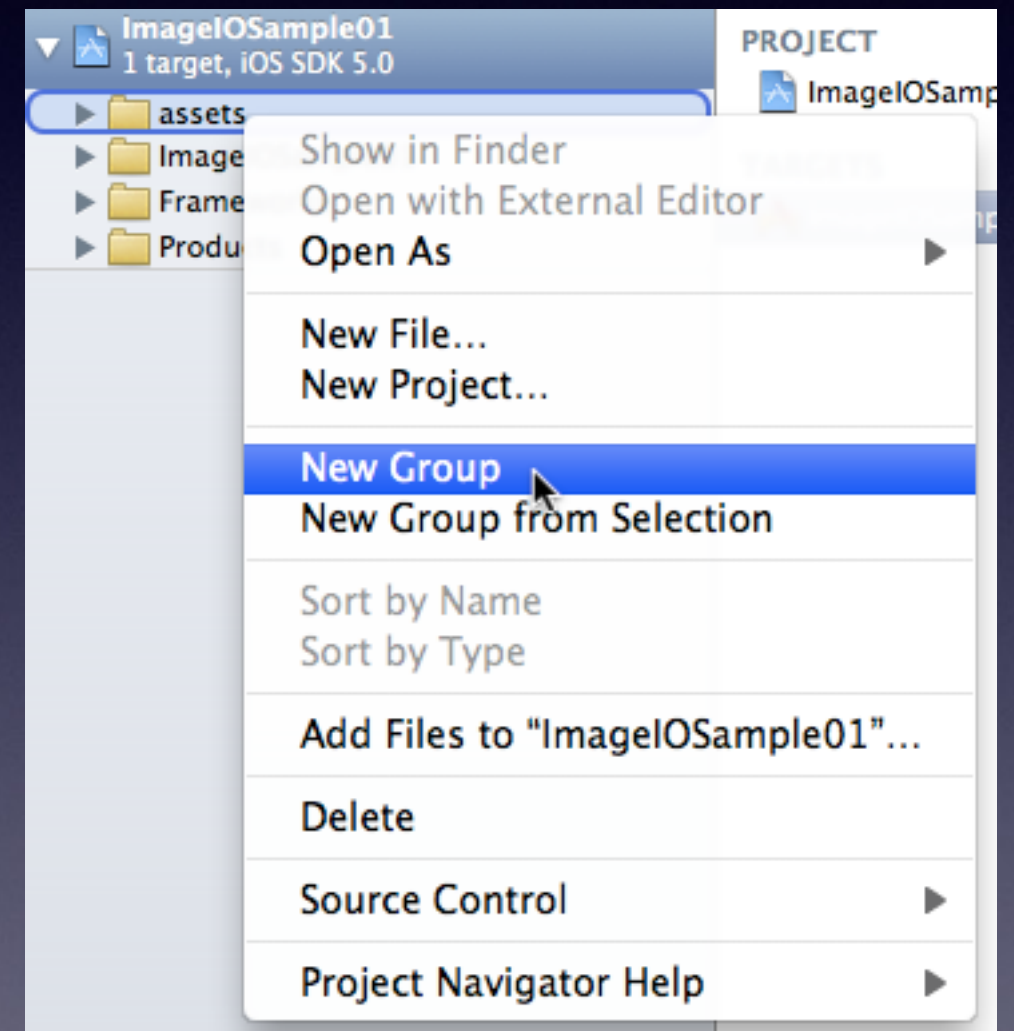 ImageIOSample01
1 target, iOS SDK 5.0
assets
Image
Frame
Produ
PROJECT
ImageIOSamp
TARGETS
Show in Finder
Open with External Editor
Open As
New File...
New Project...
New Group
New Group from Selection
Sort by Name
Sort by Type
Add Files to “ImageIOSample01”...
Delete
Source Control
Project Navigator Help